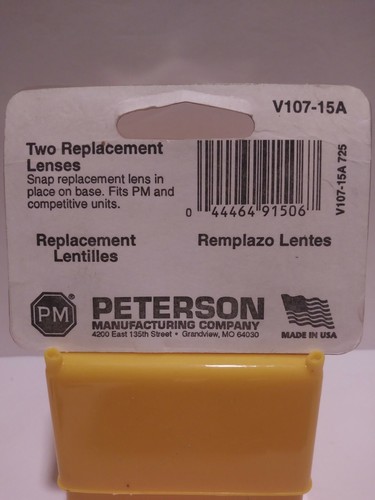 V107-15A
Two Replacement
Lenses
Snap replacement lens in
place on base. Fits PM and
competitive units.
0 44464 91506
V107-15A 725
Replacement
Lentilles
Remplazo Lentes
PM®
PETERSON
MANUFACTURING COMPANY
4200 East 135th Street • Grandview, MO 64030
MADE IN USA